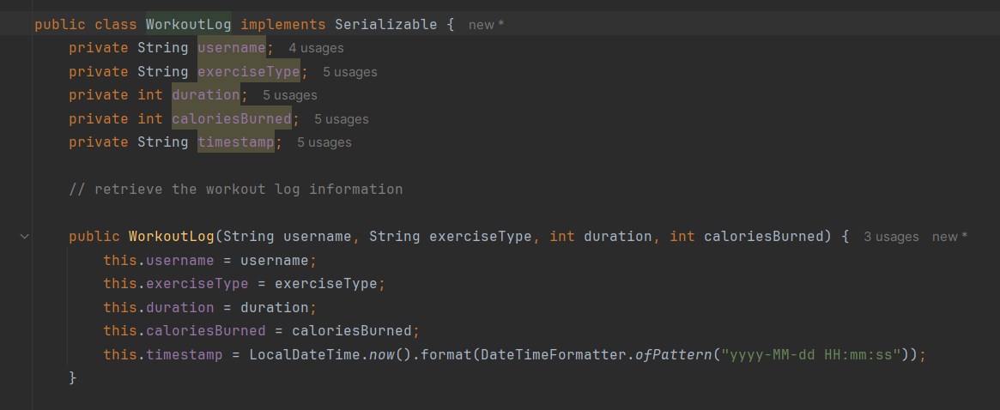 public class WorkoutLog implements Serializable { new *
private String username; 4 usages
private String exerciseType; 5 usages
private int duration; 5 usages
private int caloriesBurned; 5 usages
private String timestamp; 5 usages
// retrieve the workout log information
public WorkoutLog(String username, String exerciseType, int duration, int caloriesBurned) { 3 usages new *
this.username = username;
this.exerciseType = exerciseType;
this.duration = duration;
this.caloriesBurned = caloriesBurned;
this.timestamp = LocalDateTime.now().format(DateTimeFormatter.ofPattern("yyyy-MM-dd HH:mm:ss"));
}